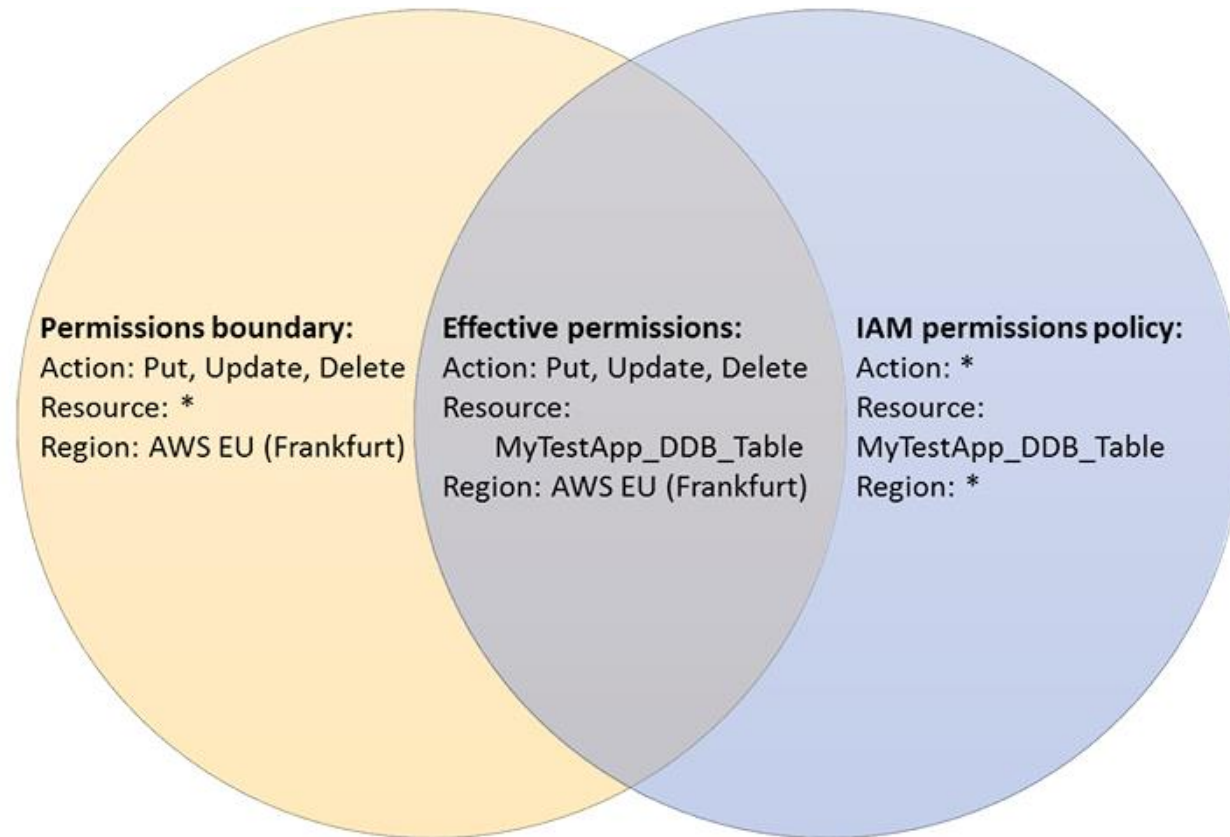 Permissions boundary:
Action: Put, Update, Delete
Resource: *
Region: AWS EU (Frankfurt)
Effective permissions:
Action: Put, Update, Delete
Resource:
MyTestApp_DDB_Table
Region: AWS EU (Frankfurt)
IAM permissions policy:
Action: *
Resource:
MyTestApp_DDB_Table
Region: *